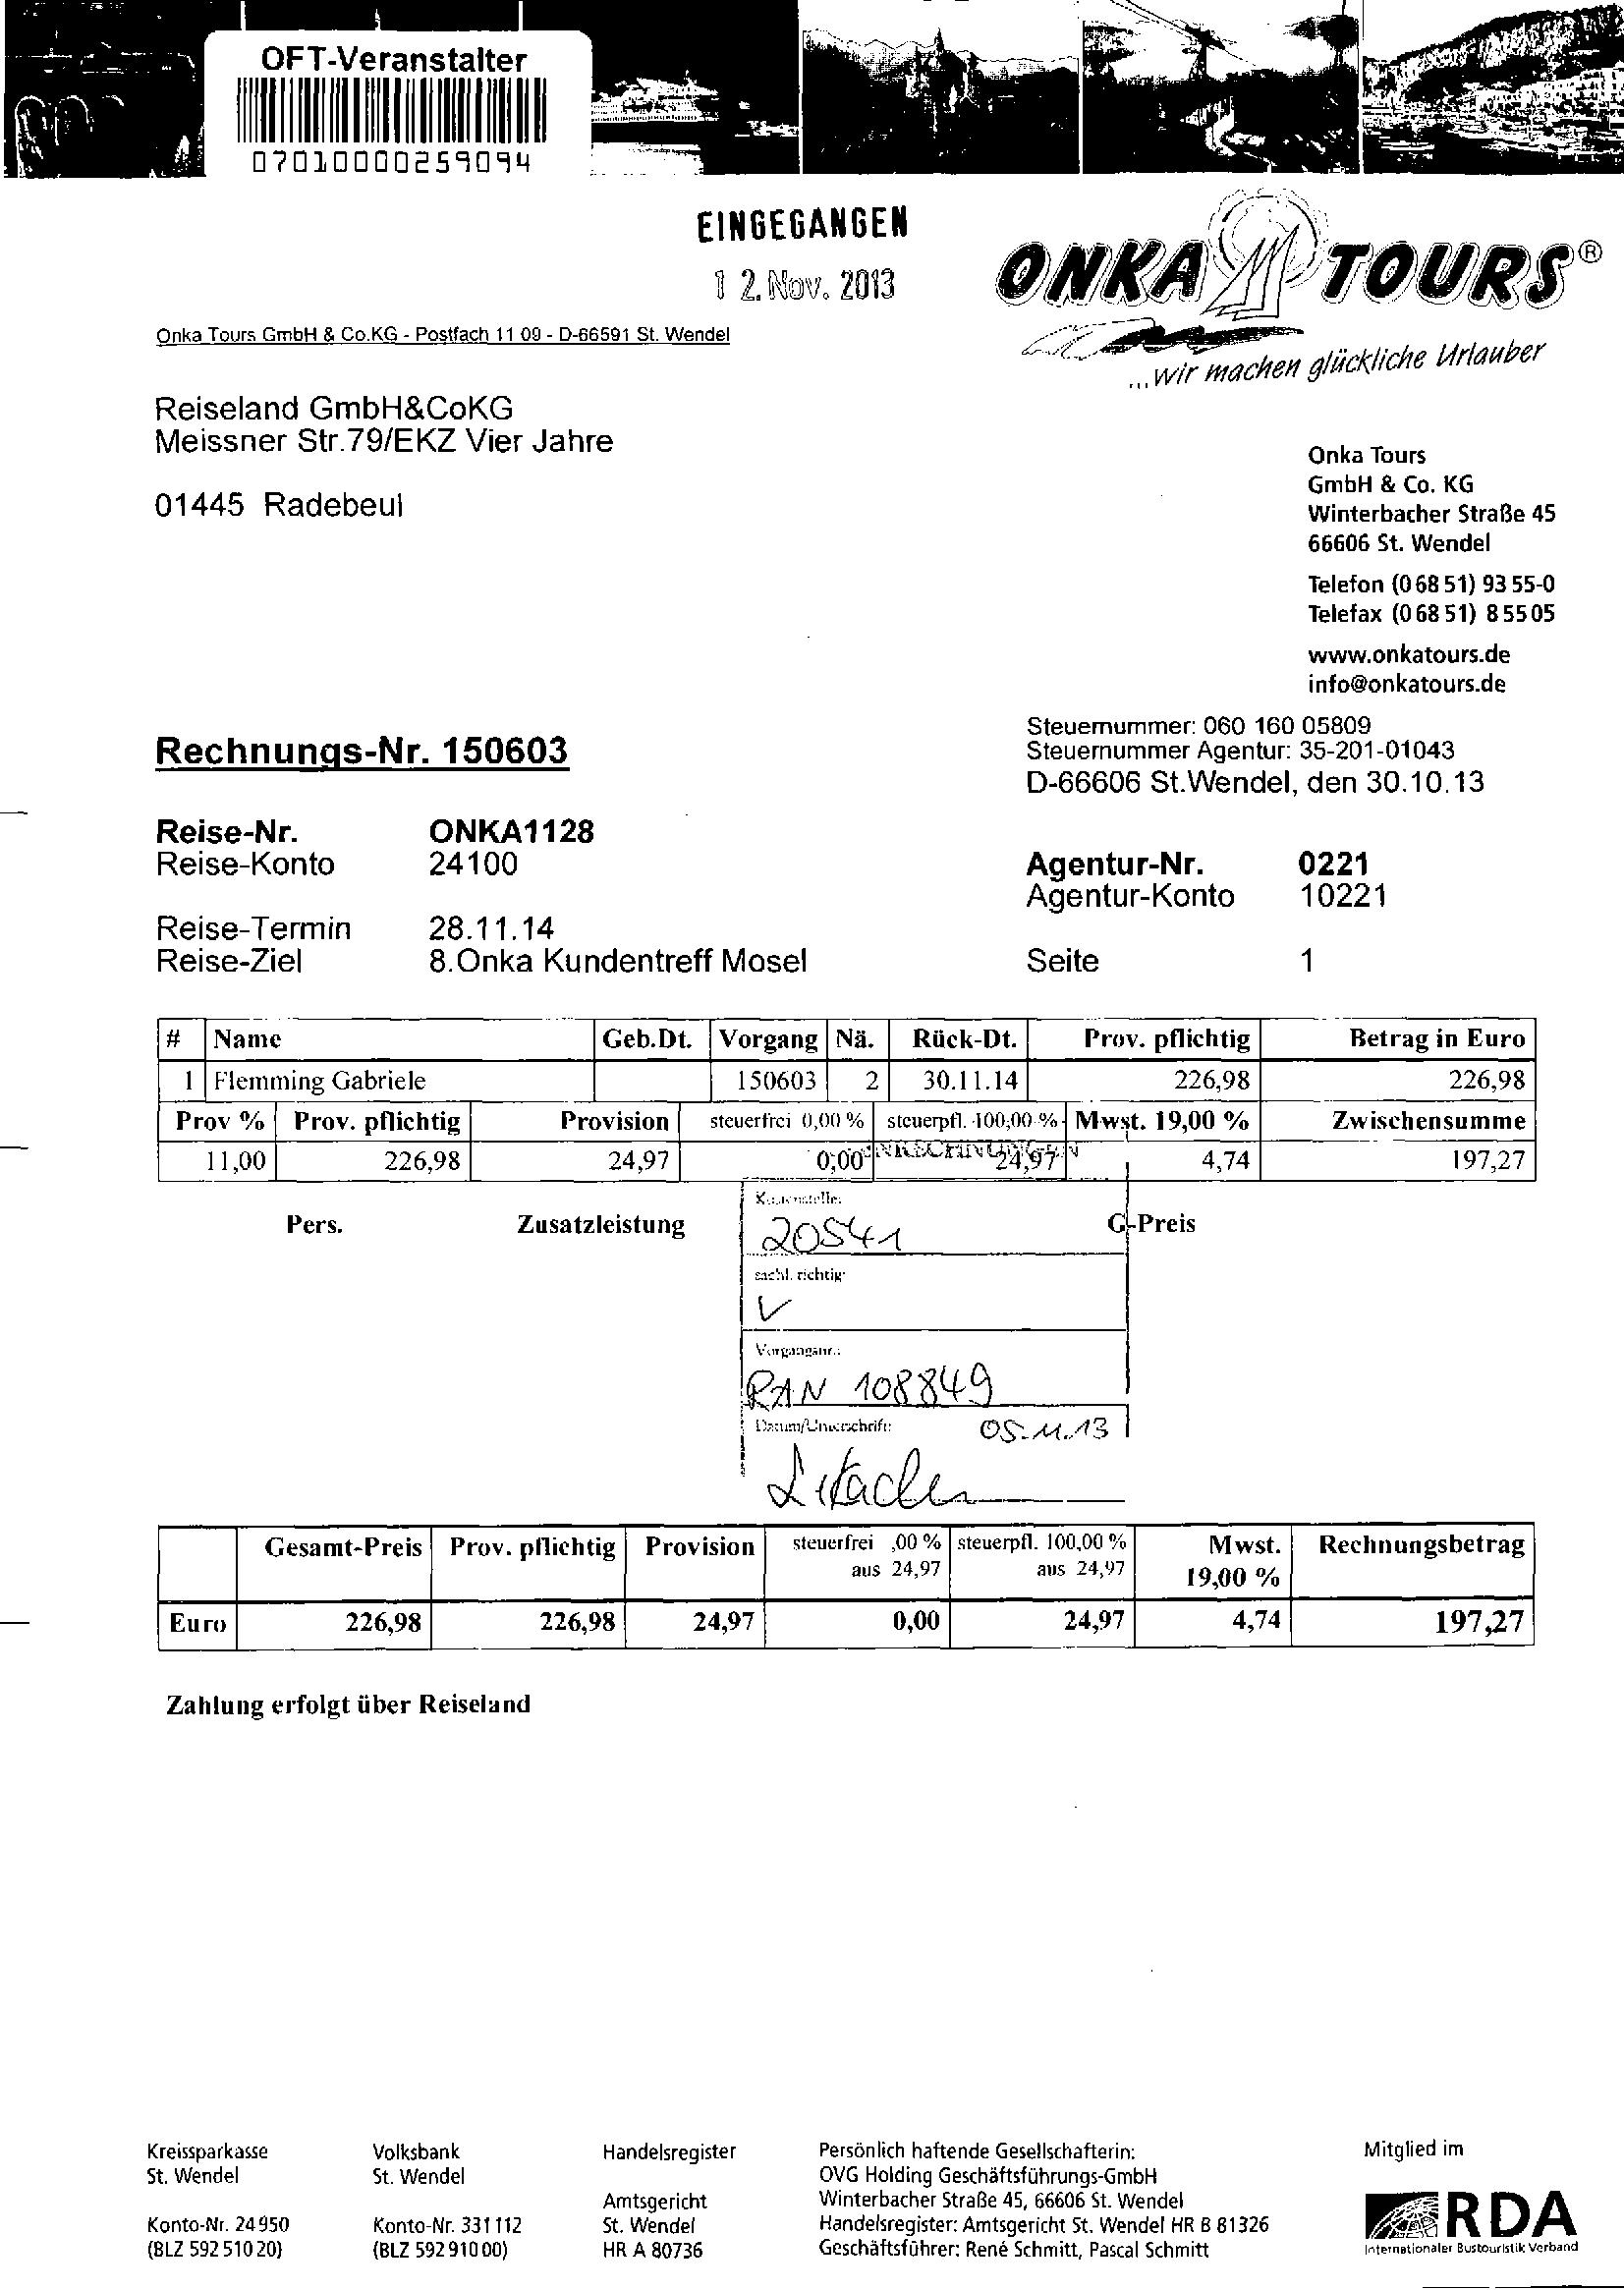 OFT-Veranstalter
07010000259094
EINGEGANGEN
12. Nov. 2013
ONKA TOURS®
...wir machen glückliche Urlauber
Onka Tours GmbH & Co.KG - Postfach 11 09 - D-66591 St. Wendel
Reiseland GmbH&CoKG
Meissner Str.79/EKZ Vier Jahre
01445 Radebeul
Onka Tours
GmbH & Co. KG
Winterbacher Straße 45
66606 St. Wendel
Telefon (0 68 51) 93 55-0
Telefax (0 68 51) 8 55 05
www.onkatours.de
info@onkatours.de
Steuernummer: 060 160 05809
Steuernummer Agentur: 35-201-01043
Rechnungs-Nr. 150603
D-66606 St.Wendel, den 30.10.13
Reise-Nr. ONKA1128
Reise-Konto 24100
Agentur-Nr. 0221
Agentur-Konto 10221
Reise-Termin 28.11.14
Reise-Ziel 8.Onka Kundentreff Mosel
Seite 1
# Name Geb.Dt. Vorgang Nä. Rück-Dt. Prov. pflichtig Betrag in Euro
1 Flemming Gabriele 150603 2 30.11.14 226,98 226,98
Prov % Prov. pflichtig Provision steuerfrei 0,00 % steuerpfl. 100,00 % Mwst. 19,00 % Zwischensumme
11,00 226,98 24,97 0,00 24,97 4,74 197,27
Pers. Zusatzleistung G-Preis
Kostenstelle:
20541
sachl. richtig:
Vorgangsnr.:
RAN 108849
Datum/Unterschrift: 05.11.13
Gesamt-Preis Prov. pflichtig Provision steuerfrei ,00 % steuerpfl. 100,00 % Mwst. Rechnungsbetrag
aus 24,97 aus 24,97 19,00 %
Euro 226,98 226,98 24,97 0,00 24,97 4,74 197,27
Zahlung erfolgt über Reiseland
Kreissparkasse
St. Wendel
Konto-Nr. 24 950
(BLZ 592 510 20)
Volksbank
St. Wendel
Konto-Nr. 331 112
(BLZ 592 910 00)
Handelsregister
Amtsgericht
St. Wendel
HR A 80736
Persönlich haftende Gesellschafterin:
OVG Holding Geschäftsführungs-GmbH
Winterbacher Straße 45, 66606 St. Wendel
Handelsregister: Amtsgericht St. Wendel HR B 81326
Geschäftsführer: René Schmitt, Pascal Schmitt
Mitglied im
RDA
Internationaler Bustouristik Verband